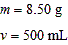 m = 8.50 g
v = 500 mL